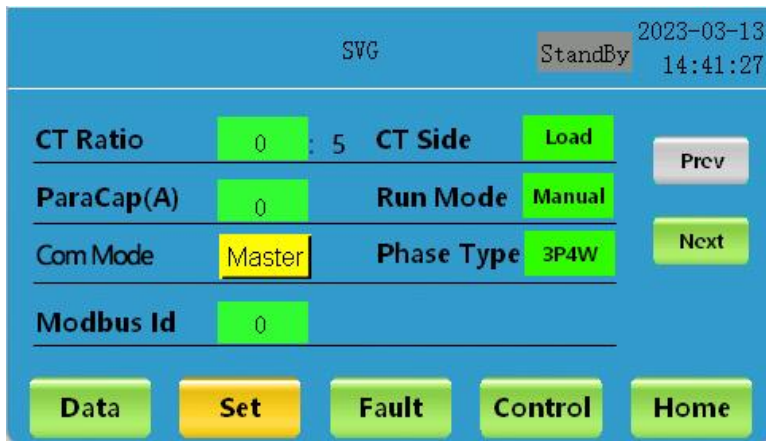 SVG
StandBy
2023-03-13
14:41:27
CT Ratio 0 : 5 CT Side Load
Prev
ParaCap(A) 0 Run Mode Manual
Com Mode Master Phase Type 3P4W
Next
Modbus Id 0
Data Set Fault Control Home